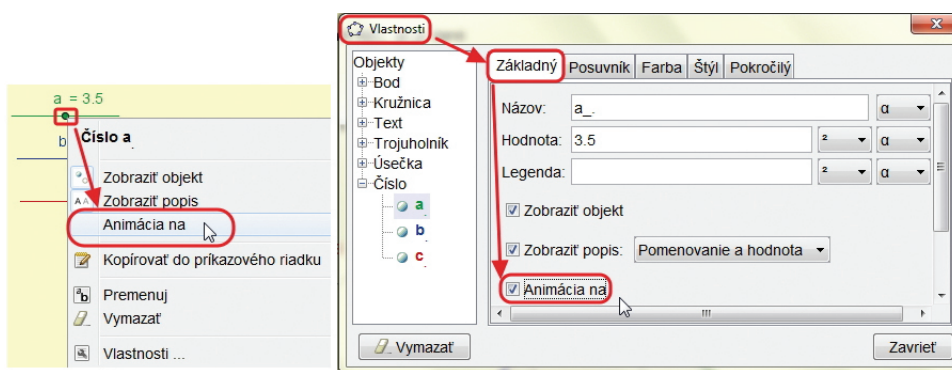 a = 3.5
b
Číslo a
Zobraziť objekt
AA Zobraziť popis
Animácia na
Kopírovať do príkazového riadku
ab Premenuj
Vymazať
Vlastnosti ...
Vlastnosti
x
Objekty
Bod
Kružnica
Text
Trojuholník
Úsečka
Číslo
a
b
c
Základný Posuvník Farba Štýl Pokročilý
Názov: a_. α
Hodnota: 3.5 ² α
Legenda: ² α
Zobraziť objekt
Zobraziť popis: Pomenovanie a hodnota
Animácia na
Vymazať
Zavrieť